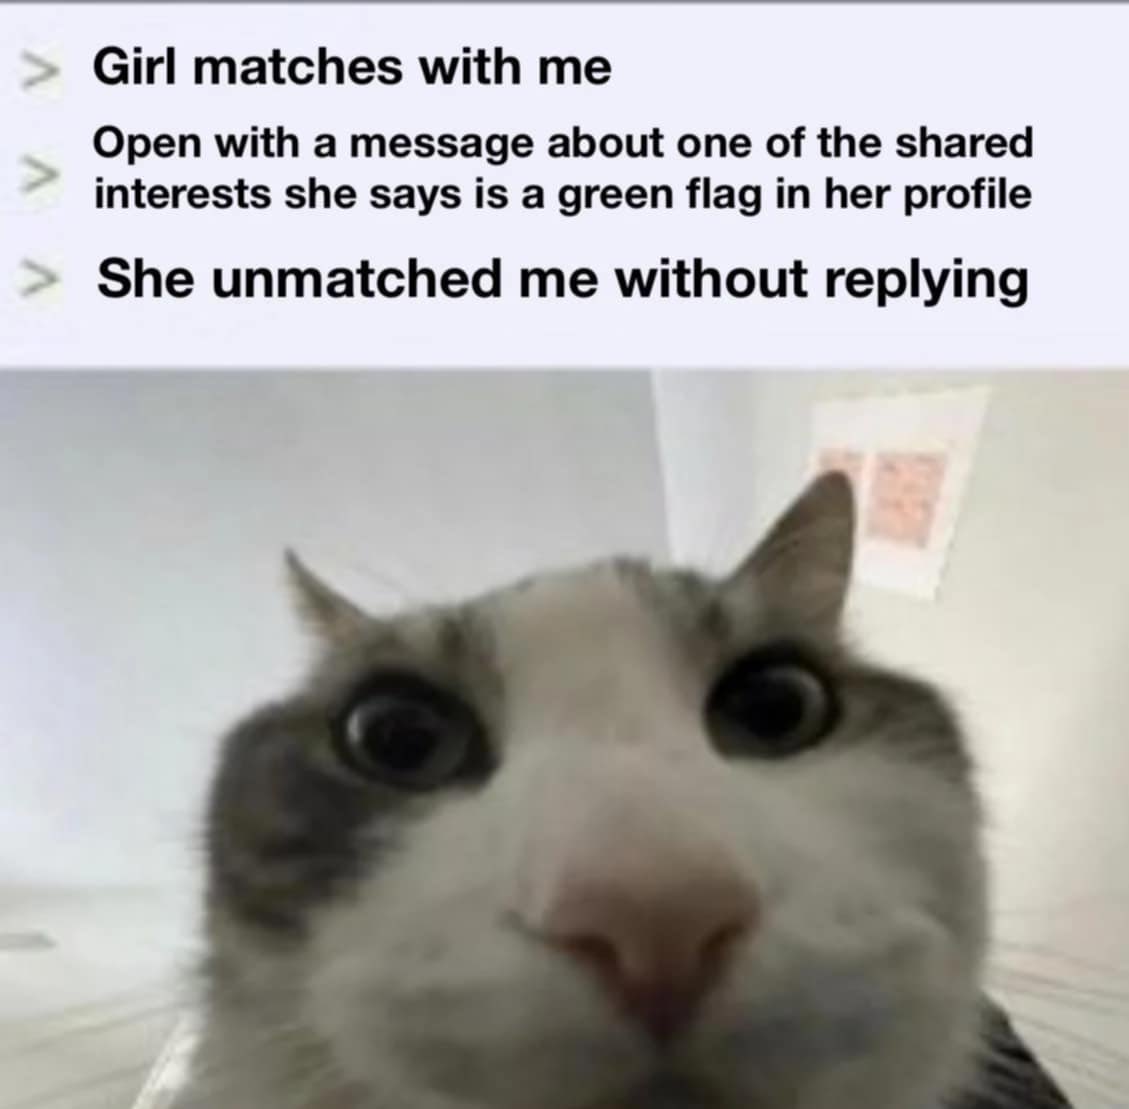 > Girl matches with me
> Open with a message about one of the shared
interests she says is a green flag in her profile
> She unmatched me without replying